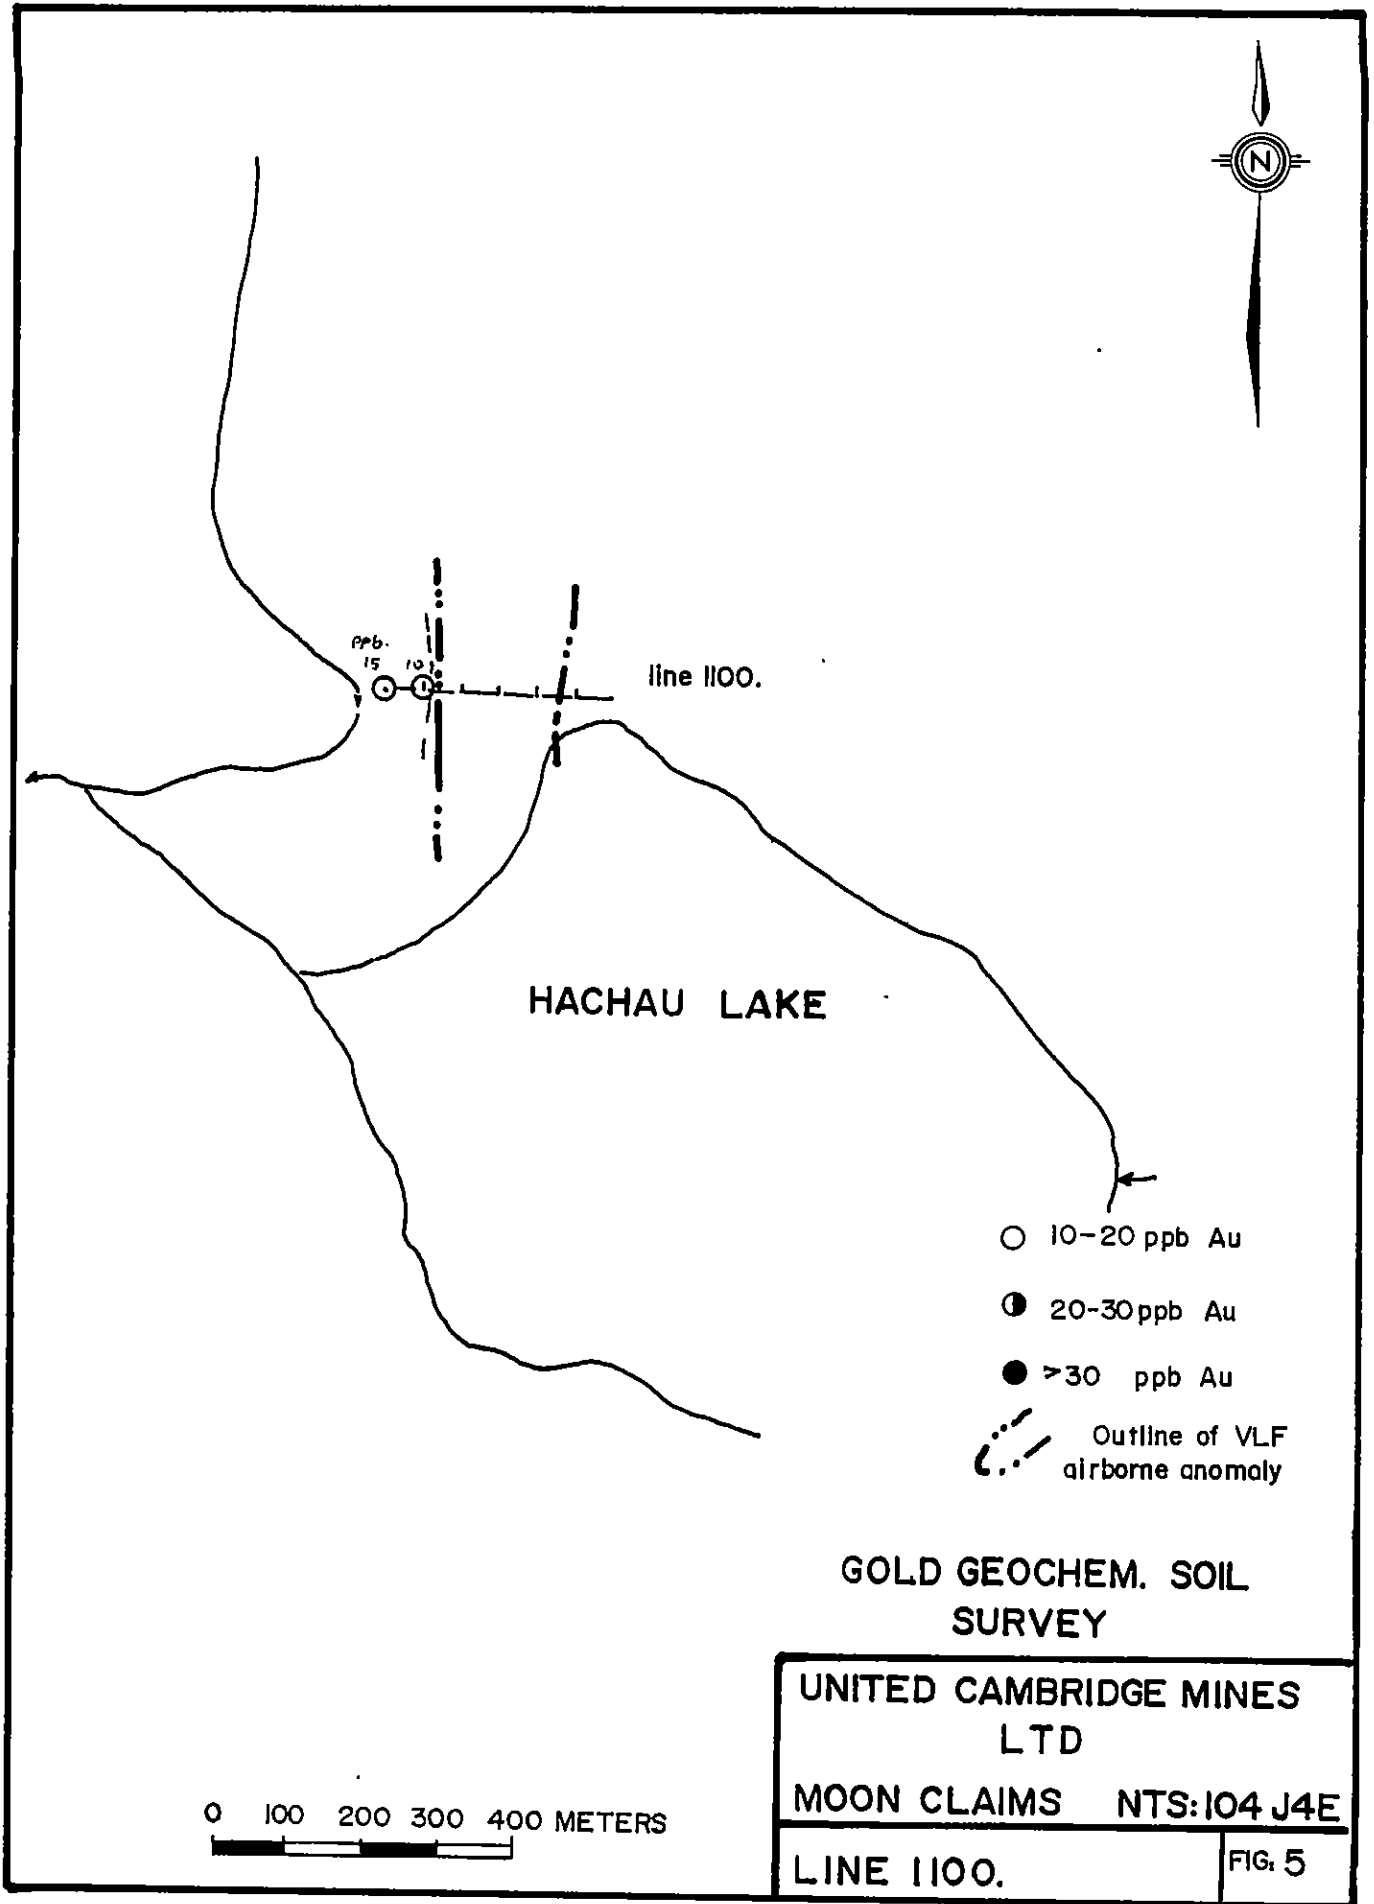 N
ppb.
15 10
line 1100.
HACHAU LAKE
10-20 ppb Au
20-30 ppb Au
>30 ppb Au
Outline of VLF
airborne anomaly
GOLD GEOCHEM. SOIL
SURVEY
UNITED CAMBRIDGE MINES
LTD
MOON CLAIMS NTS: 104 J4E
0 100 200 300 400 METERS
LINE 1100.
FIG: 5